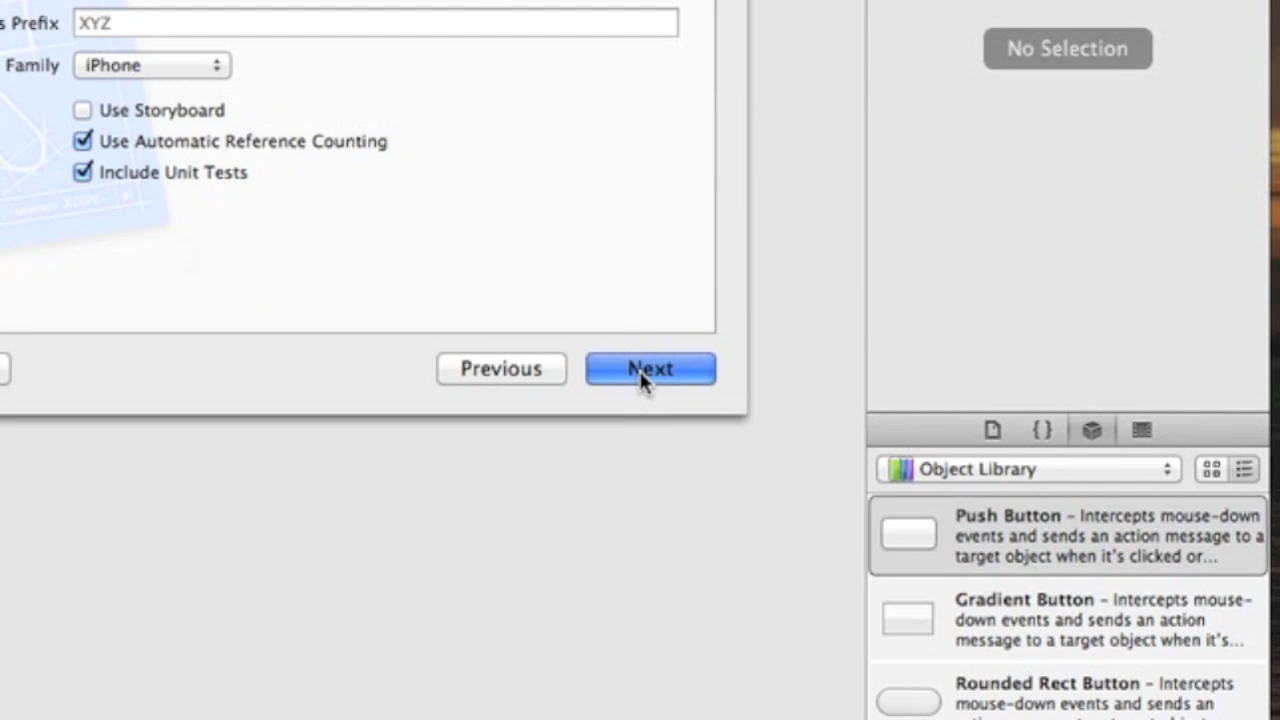 s Prefix XYZ
Family iPhone
Use Storyboard
Use Automatic Reference Counting
Include Unit Tests
Previous Next
No Selection
{}
Object Library
Push Button – Intercepts mouse-down
events and sends an action message to a
target object when it's clicked or...
Gradient Button – Intercepts mouse-
down events and sends an action
message to a target object when it's...
Rounded Rect Button – Intercepts
mouse-down events and sends an